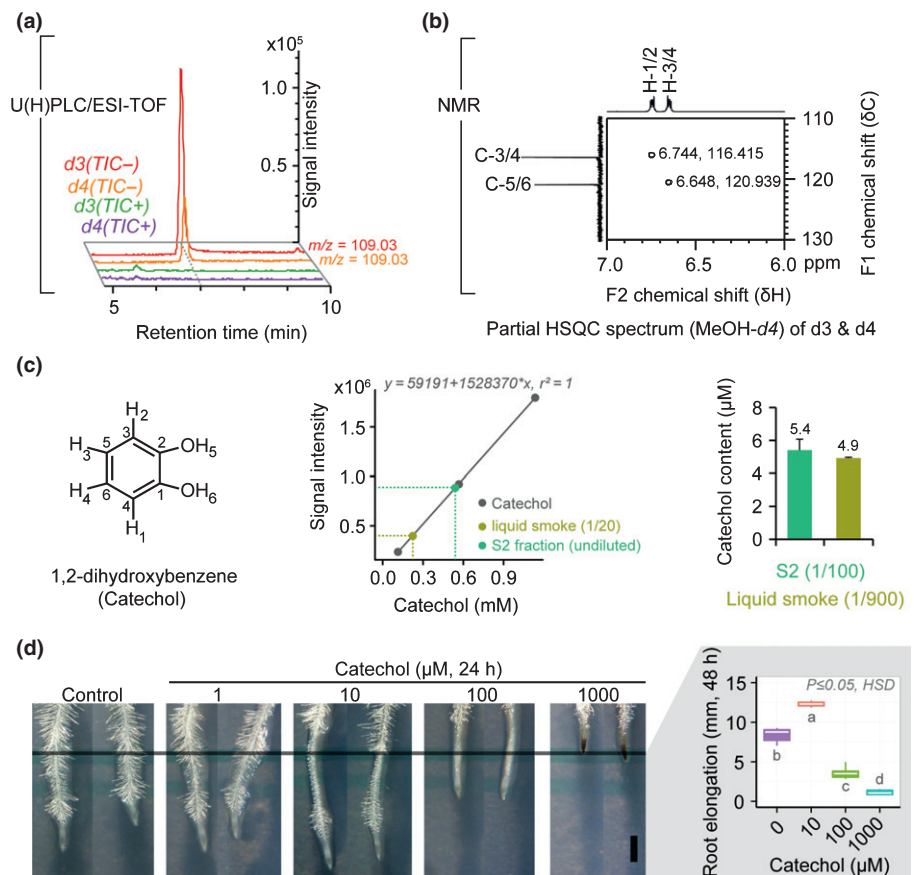 (a)
x10⁵
U(H)PLC/ESI-TOF
1.0
0.5
Signal intensity
d3(TIC−)
d4(TIC−)
d3(TIC+)
d4(TIC+)
m/z = 109.03
m/z = 109.03
5
10
Retention time (min)
(b)
NMR
H-1/2
H-3/4
C-3/4
C-5/6
6.744, 116.415
6.648, 120.939
110
120
130
F1 chemical shift (δC)
7.0
6.5
6.0
ppm
F2 chemical shift (δH)
Partial HSQC spectrum (MeOH-d4) of d3 & d4
(c)
H2
H3
3
5
2
OH5
H4
6
1
OH6
4
H1
1,2-dihydroxybenzene
(Catechol)
x10⁶
y = 59191+1528370*x, r² = 1
1.5
1.0
0.5
Signal intensity
Catechol
liquid smoke (1/20)
S2 fraction (undiluted)
0.0
0.3
0.6
0.9
Catechol (mM)
Catechol content (µM)
8
6
4
2
0
5.4
4.9
S2 (1/100)
Liquid smoke (1/900)
(d)
Catechol (µM, 24 h)
Control
1
10
100
1000
Root elongation (mm, 48 h)
P≤0.05, HSD
15
10
5
0
a
b
c
d
0
10
100
1000
Catechol (µM)